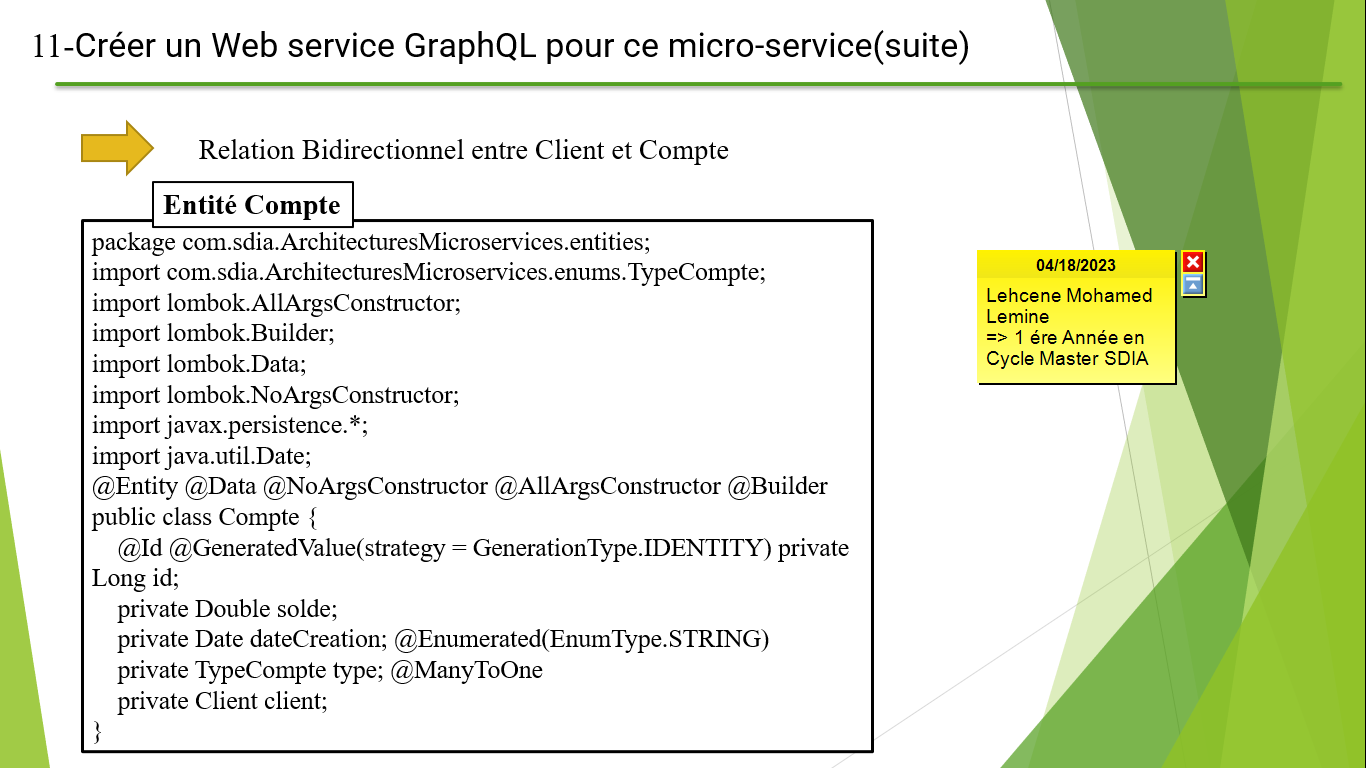 11-Créer un Web service GraphQL pour ce micro-service(suite)
Relation Bidirectionnel entre Client et Compte
Entité Compte
package com.sdia.ArchitecturesMicroservices.entities;
import com.sdia.ArchitecturesMicroservices.enums.TypeCompte;
import lombok.AllArgsConstructor;
import lombok.Builder;
import lombok.Data;
import lombok.NoArgsConstructor;
import javax.persistence.*;
import java.util.Date;
@Entity @Data @NoArgsConstructor @AllArgsConstructor @Builder
public class Compte {
@Id @GeneratedValue(strategy = GenerationType.IDENTITY) private
Long id;
private Double solde;
private Date dateCreation; @Enumerated(EnumType.STRING)
private TypeCompte type; @ManyToOne
private Client client;
}
04/18/2023
Lehcene Mohamed
Lemine
=> 1 ére Année en
Cycle Master SDIA